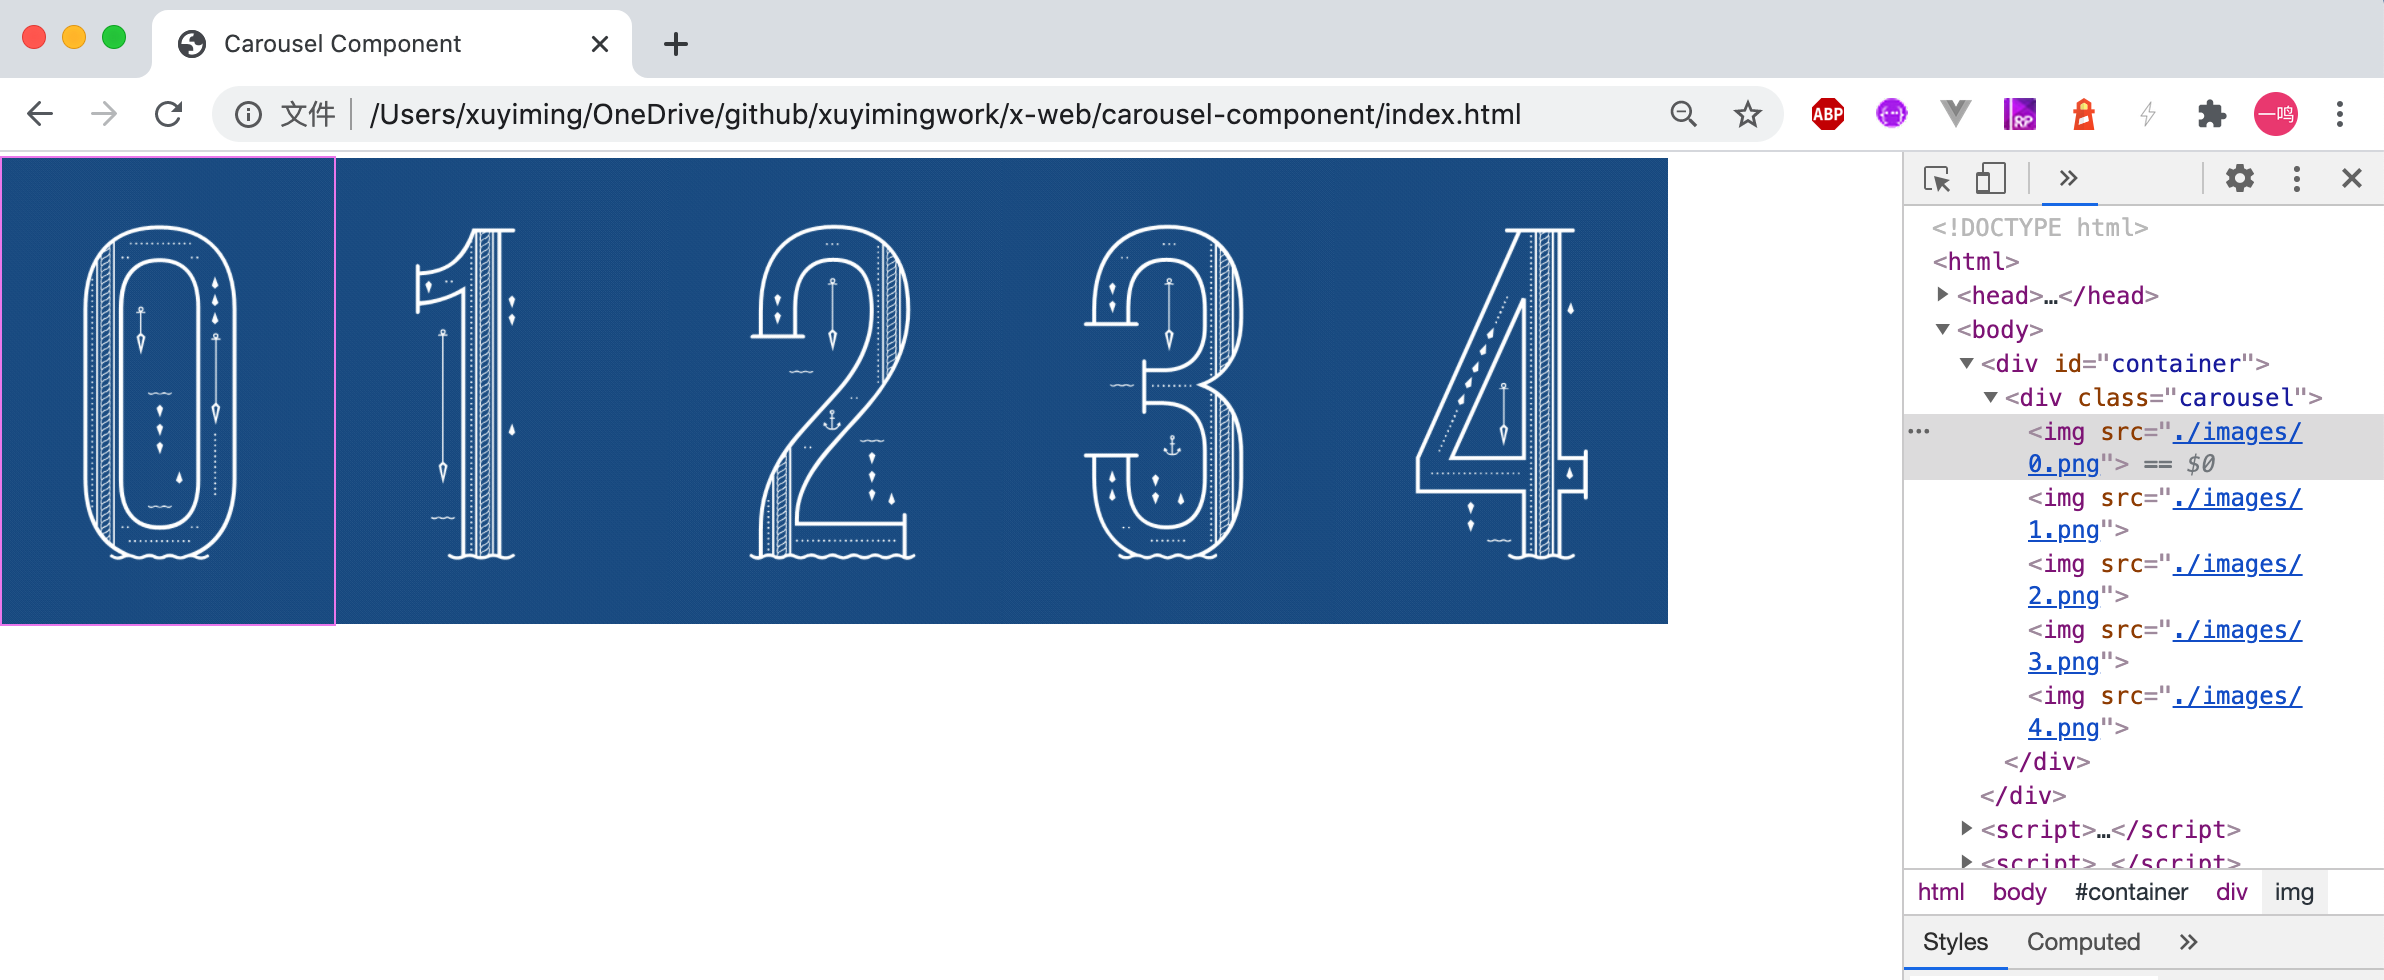 Carousel Component
文件 /Users/xuyiming/OneDrive/github/xuyimingwork/x-web/carousel-component/index.html
ABP
RP
一鸣
0 1 2 3 4
<!DOCTYPE html>
<html>
<head>…</head>
<body>
<div id="container">
<div class="carousel">
<img src="./images/
0.png"> == $0
<img src="./images/
1.png">
<img src="./images/
2.png">
<img src="./images/
3.png">
<img src="./images/
4.png">
</div>
</div>
<script>…</script>
<script> </script>
html body #container div img
Styles Computed